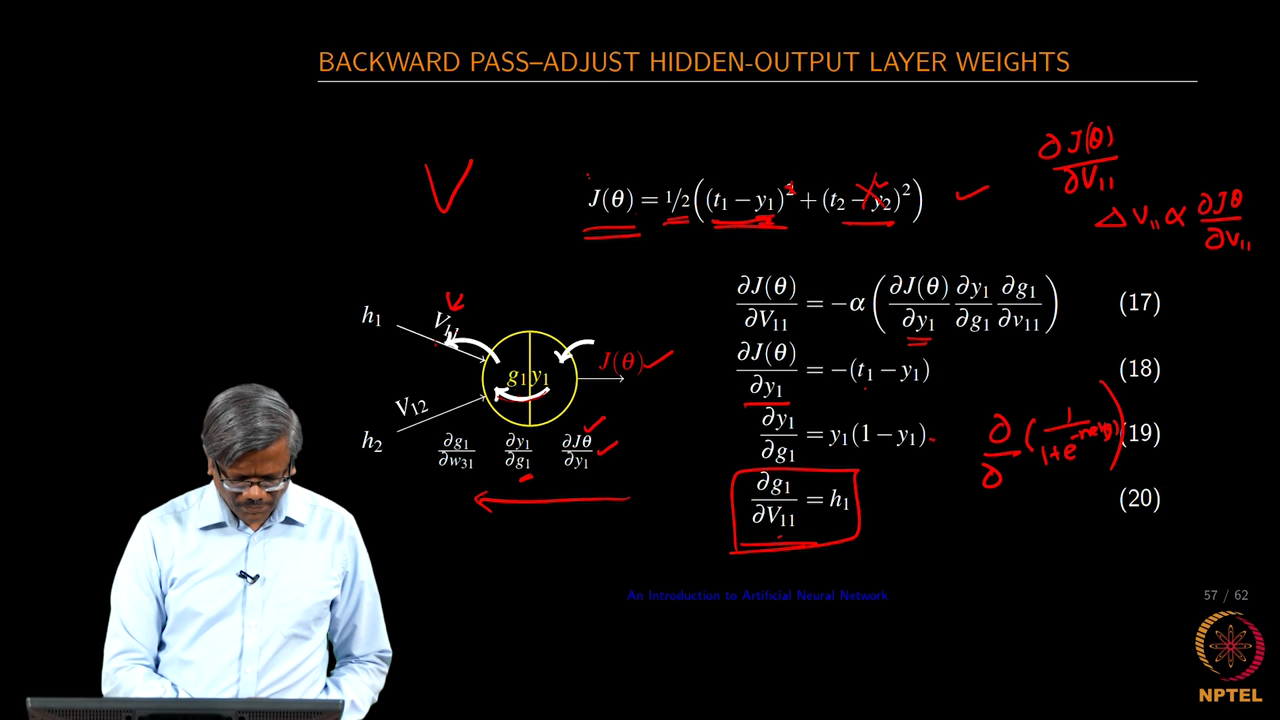 BACKWARD PASS–ADJUST HIDDEN-OUTPUT LAYER WEIGHTS
∂J(θ)/∂V₁₁
V
J(θ) = 1/2((t₁ − y₁)² + (t₂ − y₂)²)
Δ V₁₁ α ∂Jθ/∂V₁₁
∂J(θ)/∂V₁₁ = −α(∂J(θ)/∂y₁ ∂y₁/∂g₁ ∂g₁/∂v₁₁) (17)
∂J(θ)/∂y₁ = −(t₁ − y₁) (18)
∂y₁/∂g₁ = y₁(1 − y₁) (19)
∂/∂ (1/1+e
∂g₁/∂V₁₁ = h₁ (20)
h₁
V₁₁
g₁ y₁
J(θ)
V₁₂
h₂
∂g₁/∂w₃₁ ∂y₁/∂g₁ ∂Jθ/∂y₁
An Introduction to Artificial Neural Network
57 / 62
NPTEL